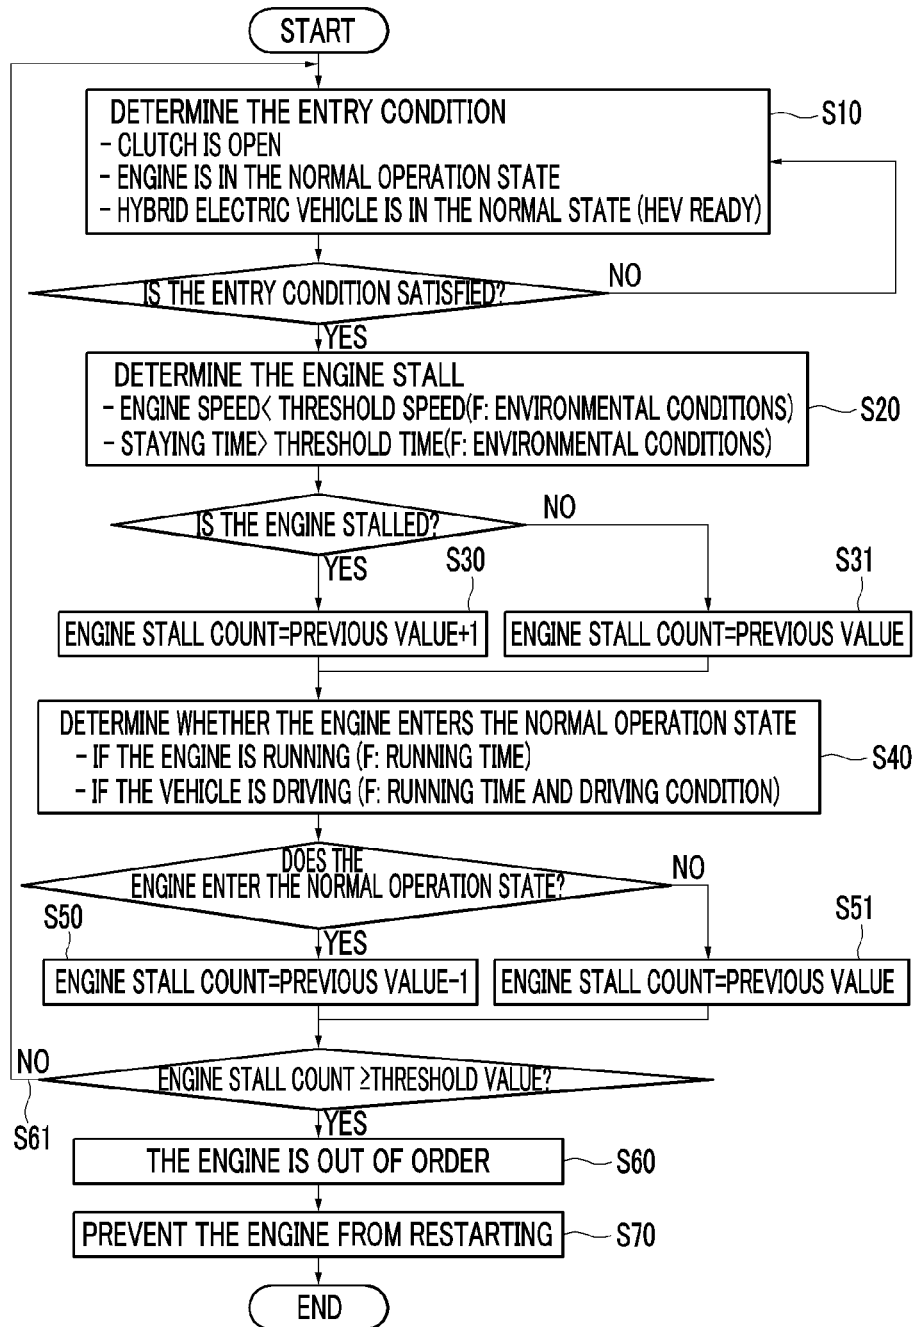 START
DETERMINE THE ENTRY CONDITION
- CLUTCH IS OPEN
- ENGINE IS IN THE NORMAL OPERATION STATE
- HYBRID ELECTRIC VEHICLE IS IN THE NORMAL STATE (HEV READY)
S10
IS THE ENTRY CONDITION SATISFIED?
NO
YES
DETERMINE THE ENGINE STALL
- ENGINE SPEED< THRESHOLD SPEED(F: ENVIRONMENTAL CONDITIONS)
- STAYING TIME> THRESHOLD TIME(F: ENVIRONMENTAL CONDITIONS)
S20
IS THE ENGINE STALLED?
NO
YES
S30
S31
ENGINE STALL COUNT=PREVIOUS VALUE+1
ENGINE STALL COUNT=PREVIOUS VALUE
DETERMINE WHETHER THE ENGINE ENTERS THE NORMAL OPERATION STATE
- IF THE ENGINE IS RUNNING (F: RUNNING TIME)
- IF THE VEHICLE IS DRIVING (F: RUNNING TIME AND DRIVING CONDITION)
S40
DOES THE
ENGINE ENTER THE NORMAL OPERATION STATE?
NO
YES
S50
S51
ENGINE STALL COUNT=PREVIOUS VALUE-1
ENGINE STALL COUNT=PREVIOUS VALUE
ENGINE STALL COUNT ≥THRESHOLD VALUE?
NO
S61
YES
THE ENGINE IS OUT OF ORDER
S60
PREVENT THE ENGINE FROM RESTARTING
S70
END